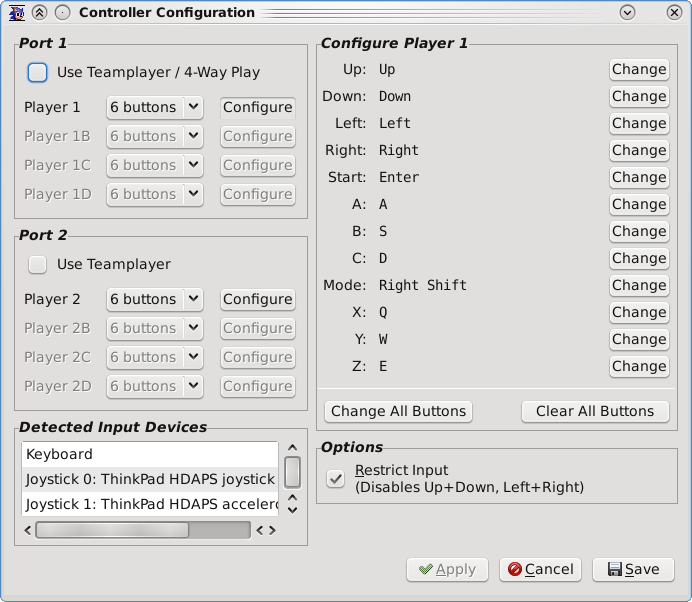 Controller Configuration
Port 1
Use Teamplayer / 4-Way Play
Player 1 6 buttons Configure
Player 1B 6 buttons Configure
Player 1C 6 buttons Configure
Player 1D 6 buttons Configure
Port 2
Use Teamplayer
Player 2 6 buttons Configure
Player 2B 6 buttons Configure
Player 2C 6 buttons Configure
Player 2D 6 buttons Configure
Detected Input Devices
Keyboard
Joystick 0: ThinkPad HDAPS joystick
Joystick 1: ThinkPad HDAPS accelero
Configure Player 1
Up: Up Change
Down: Down Change
Left: Left Change
Right: Right Change
Start: Enter Change
A: A Change
B: S Change
C: D Change
Mode: Right Shift Change
X: Q Change
Y: W Change
Z: E Change
Change All Buttons Clear All Buttons
Options
Restrict Input
(Disables Up+Down, Left+Right)
Apply Cancel Save